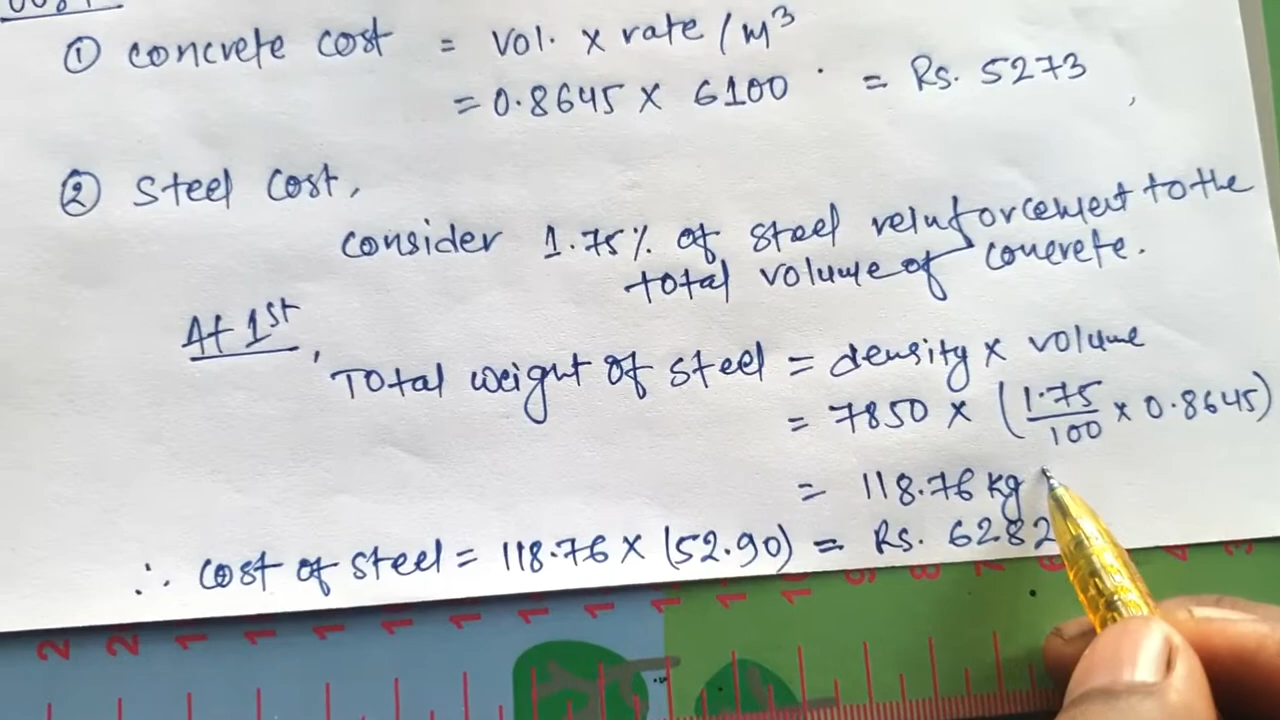 ① concrete cost = vol. x rate / m³
= 0.8645 x 6100 = Rs. 5273
② Steel cost,
consider 1.75% of steel reinforcement to the
total volume of concrete.
At 1st,
Total weight of steel = density x volume
= 7850 x (1.75/100 x 0.8645)
= 118.76 kg
∴ cost of steel = 118.76 x (52.90) = Rs. 6282